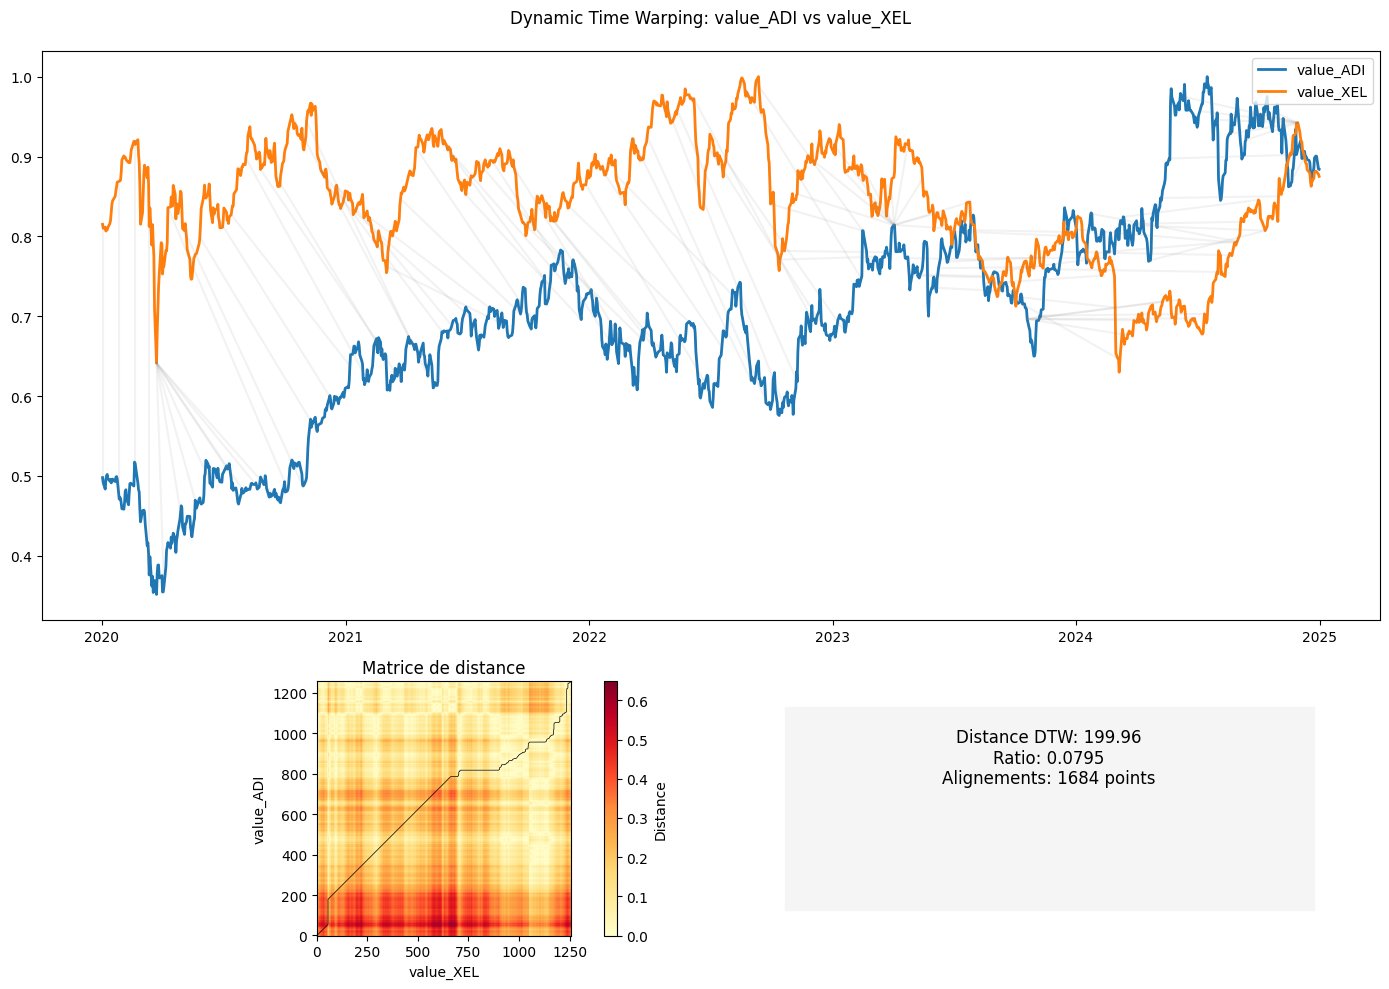 Dynamic Time Warping: value_ADI vs value_XEL
value_ADI
value_XEL
1.0
0.9
0.8
0.7
0.6
0.5
0.4
2020 2021 2022 2023 2024 2025
Matrice de distance
value_ADI
1200
1000
800
600
400
200
0
0 250 500 750 1000 1250
value_XEL
0.6
0.5
0.4
0.3
0.2
0.1
0.0
Distance
Distance DTW: 199.96
Ratio: 0.0795
Alignements: 1684 points